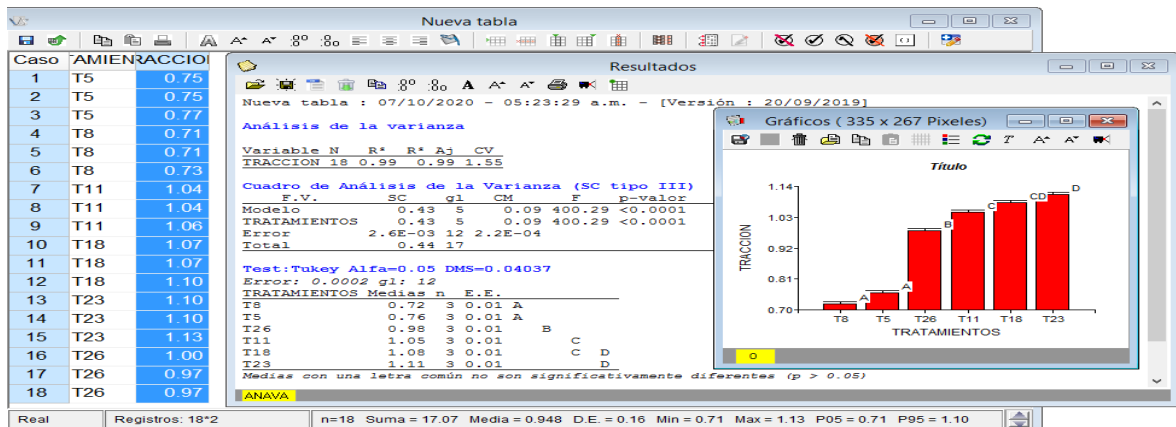 Nueva tabla
Caso AMIEN RACCIO
1 T5 0.75
2 T5 0.75
3 T5 0.77
4 T8 0.71
5 T8 0.71
6 T8 0.73
7 T11 1.04
8 T11 1.04
9 T11 1.06
10 T18 1.07
11 T18 1.07
12 T18 1.10
13 T23 1.10
14 T23 1.10
15 T23 1.13
16 T26 1.00
17 T26 0.97
18 T26 0.97
Resultados
Nueva tabla : 07/10/2020 - 05:23:29 a.m. - [Versión : 20/09/2019]
Análisis de la varianza
Variable N R² R² Aj CV
TRACCION 18 0.99 0.99 1.55
Cuadro de Análisis de la Varianza (SC tipo III)
F.V. SC gl CM F p-valor
Modelo 0.43 5 0.09 400.29 <0.0001
TRATAMIENTOS 0.43 5 0.09 400.29 <0.0001
Error 2.6E-03 12 2.2E-04
Total 0.44 17
Test:Tukey Alfa=0.05 DMS=0.04037
Error: 0.0002 gl: 12
TRATAMIENTOS Medias n E.E.
T8 0.72 3 0.01 A
T5 0.76 3 0.01 A
T26 0.98 3 0.01 B
T11 1.05 3 0.01 C
T18 1.08 3 0.01 C D
T23 1.11 3 0.01 D
Medias con una letra común no son significativamente diferentes (p > 0.05)
ANAVA
Gráficos ( 335 x 267 Pixeles)
Título
1.14
1.03
0.92
0.81
0.70
TRACCION
A A B C CD D
T8 T5 T26 T11 T18 T23
TRATAMIENTOS
0
Real Registros: 18*2 n=18 Suma = 17.07 Media = 0.948 D.E. = 0.16 Min = 0.71 Max = 1.13 P05 = 0.71 P95 = 1.10